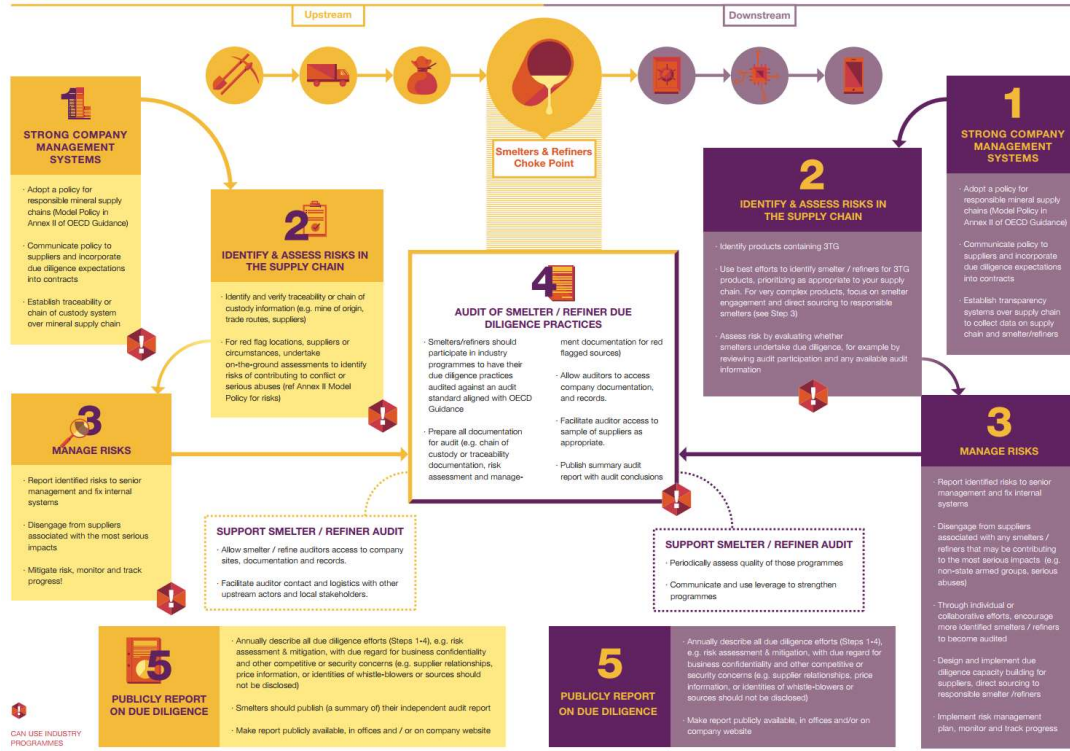 Upstream
Downstream
Smelters & Refiners
Choke Point
1
STRONG COMPANY
MANAGEMENT
SYSTEMS
· Adopt a policy for
responsible mineral supply
chains (Model Policy in
Annex II of OECD Guidance)
· Communicate policy to
suppliers and incorporate
due diligence expectations
into contracts
· Establish traceability or
chain of custody system
over mineral supply chain
2
IDENTIFY & ASSESS RISKS IN
THE SUPPLY CHAIN
· Identify and verify traceability or chain of
custody information (e.g. mine of origin,
trade routes, suppliers)
· For red flag locations, suppliers or
circumstances, undertake
on-the-ground assessments to identify
risks of contributing to conflict or
serious abuses (ref Annex II Model
Policy for risks)
3
MANAGE RISKS
· Report identified risks to senior
management and fix internal
systems
· Disengage from suppliers
associated with the most serious
impacts
· Mitigate risk, monitor and track
progress!
4
AUDIT OF SMELTER / REFINER DUE
DILIGENCE PRACTICES
· Smelters/refiners should
participate in industry
programmes to have their
due diligence practices
audited against an audit
standard aligned with OECD
Guidance
· Prepare all documentation
for audit (e.g. chain of
custody or traceability
documentation, risk
assessment and manage-
ment documentation for red
flagged sources)
· Allow auditors to access
company documentation,
and records.
· Facilitate auditor access to
sample of suppliers as
appropriate.
· Publish summary audit
report with audit conclusions
SUPPORT SMELTER / REFINER AUDIT
· Allow smelter / refine auditors access to company
sites, documentation and records.
· Facilitate auditor contact and logistics with other
upstream actors and local stakeholders.
1
STRONG COMPANY
MANAGEMENT
SYSTEMS
· Adopt a policy for
responsible mineral supply
chains (Model Policy in
Annex II of OECD Guidance)
· Communicate policy to
suppliers and incorporate
due diligence expectations
into contracts
· Establish transparency
systems over supply chain
to collect data on supply
chain and smelter/refiners
2
IDENTIFY & ASSESS RISKS IN
THE SUPPLY CHAIN
· Identify products containing 3TG
· Use best efforts to identify smelter / refiners for 3TG
products, prioritizing as appropriate to your supply
chain. For very complex products, focus on smelter
engagement and direct sourcing to responsible
smelters (see Step 3)
· Assess risk by evaluating whether
smelters undertake due diligence, for example by
reviewing audit participation and any available audit
information
3
MANAGE RISKS
· Report identified risks to senior
management and fix internal
systems
· Disengage from suppliers
associated with any smelters /
refiners that may be contributing
to the most serious impacts (e.g.
non-state armed groups, serious
abuses)
· Through individual or
collaborative efforts, encourage
more identified smelters / refiners
to become audited
· Design and implement due
diligence capacity building for
suppliers, direct sourcing to
responsible smelter /refiners
· Implement risk management
plan, monitor and track progress
SUPPORT SMELTER / REFINER AUDIT
· Periodically assess quality of those programmes
· Communicate and use leverage to strengthen
programmes
5
PUBLICLY REPORT
ON DUE DILIGENCE
· Annually describe all due diligence efforts (Steps 1-4), e.g. risk
assessment & mitigation, with due regard for business confidentiality
and other competitive or security concerns (e.g. supplier relationships,
price information, or identities of whistle-blowers or sources should
not be disclosed)
· Smelters should publish (a summary of) their independent audit report
· Make report publicly available, in offices and / or on company website
5
PUBLICLY REPORT
ON DUE DILIGENCE
· Annually describe all due diligence efforts (Steps 1-4),
e.g. risk assessment & mitigation, with due regard for
business confidentiality and other competitive or
security concerns (e.g. supplier relationships, price
information, or identities of whistle-blowers or
sources should not be disclosed)
· Make report publicly available, in offices and/or on
company website
CAN USE INDUSTRY
PROGRAMMES